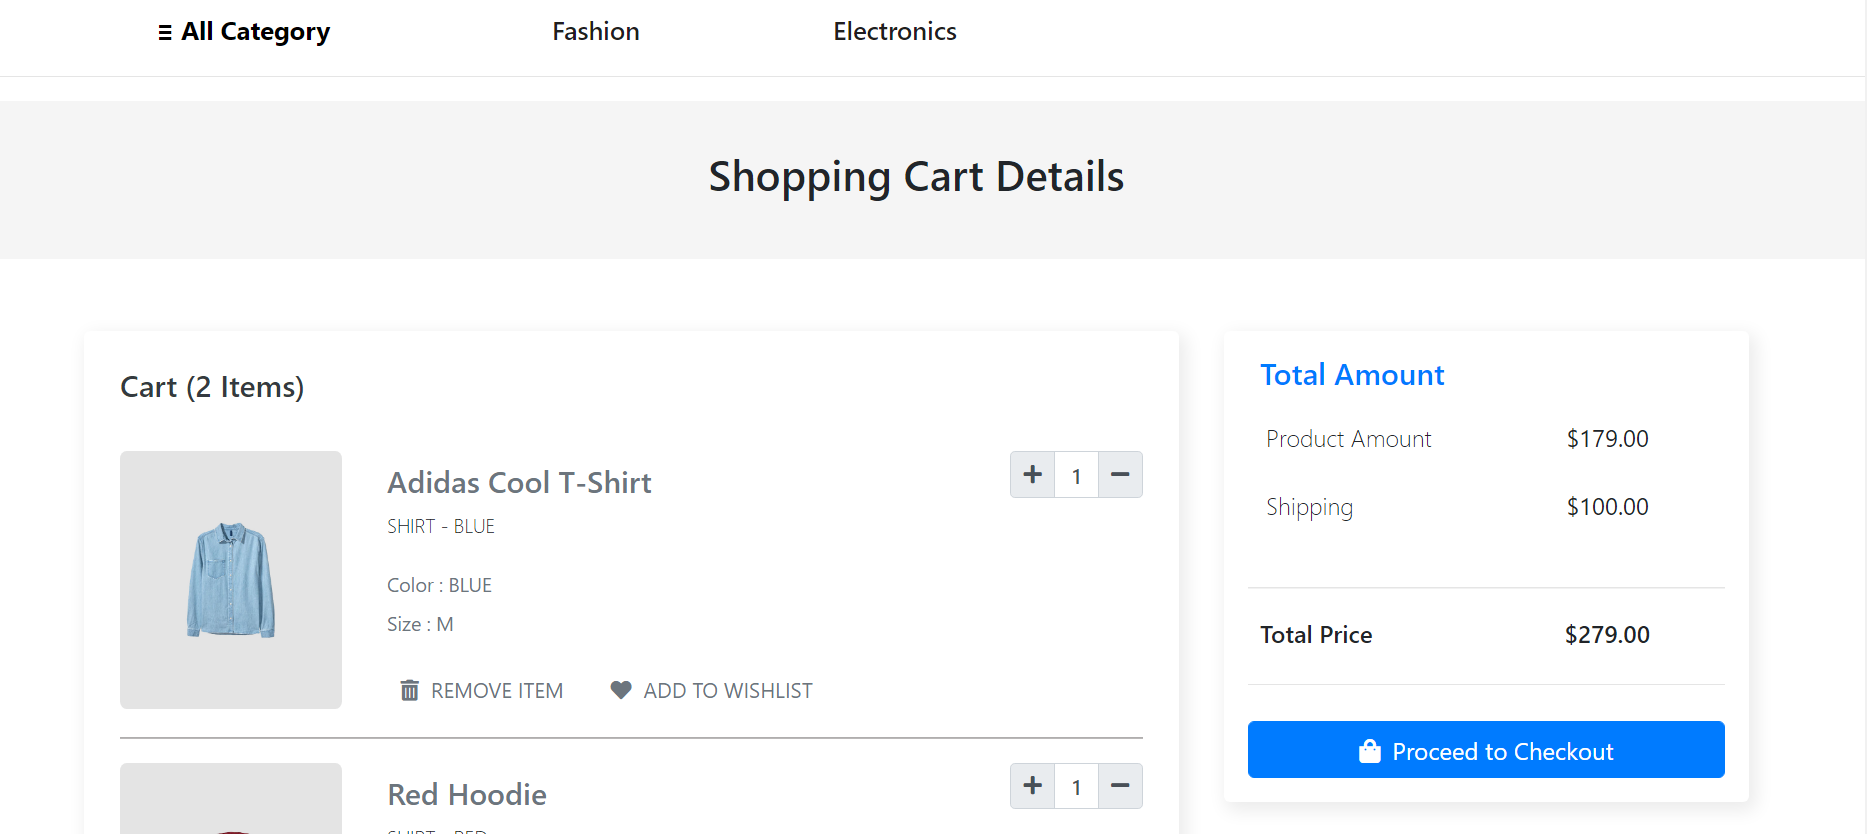 All Category
Fashion
Electronics
Shopping Cart Details
Cart (2 Items)
Adidas Cool T-Shirt
1
SHIRT - BLUE
Color : BLUE
Size : M
REMOVE ITEM
ADD TO WISHLIST
Red Hoodie
1
SHIRT - RED
Total Amount
Product Amount $179.00
Shipping $100.00
Total Price $279.00
Proceed to Checkout